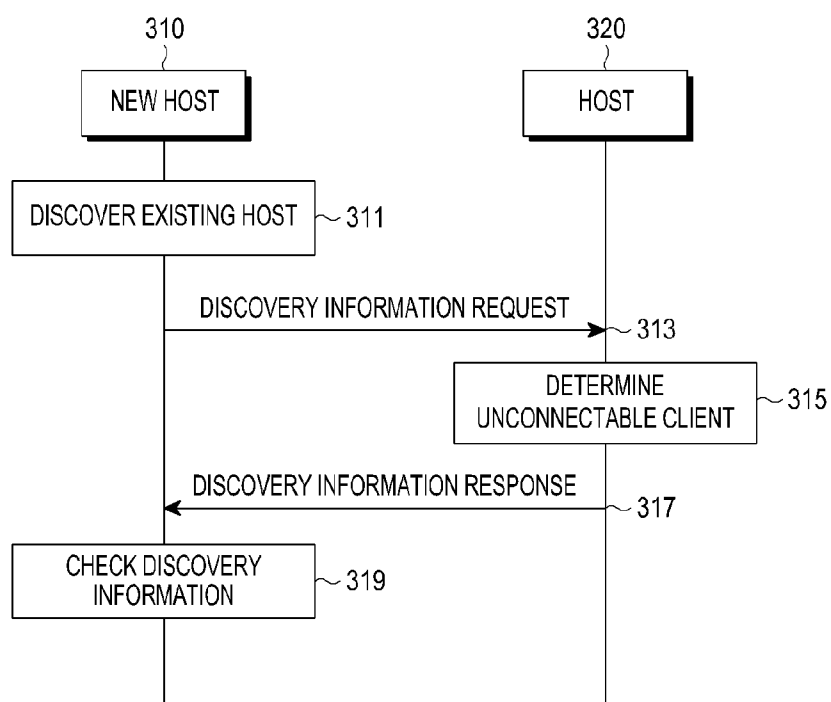 310
320
NEW HOST
HOST
DISCOVER EXISTING HOST
311
DISCOVERY INFORMATION REQUEST
313
DETERMINE
UNCONNECTABLE CLIENT
315
DISCOVERY INFORMATION RESPONSE
317
CHECK DISCOVERY
INFORMATION
319